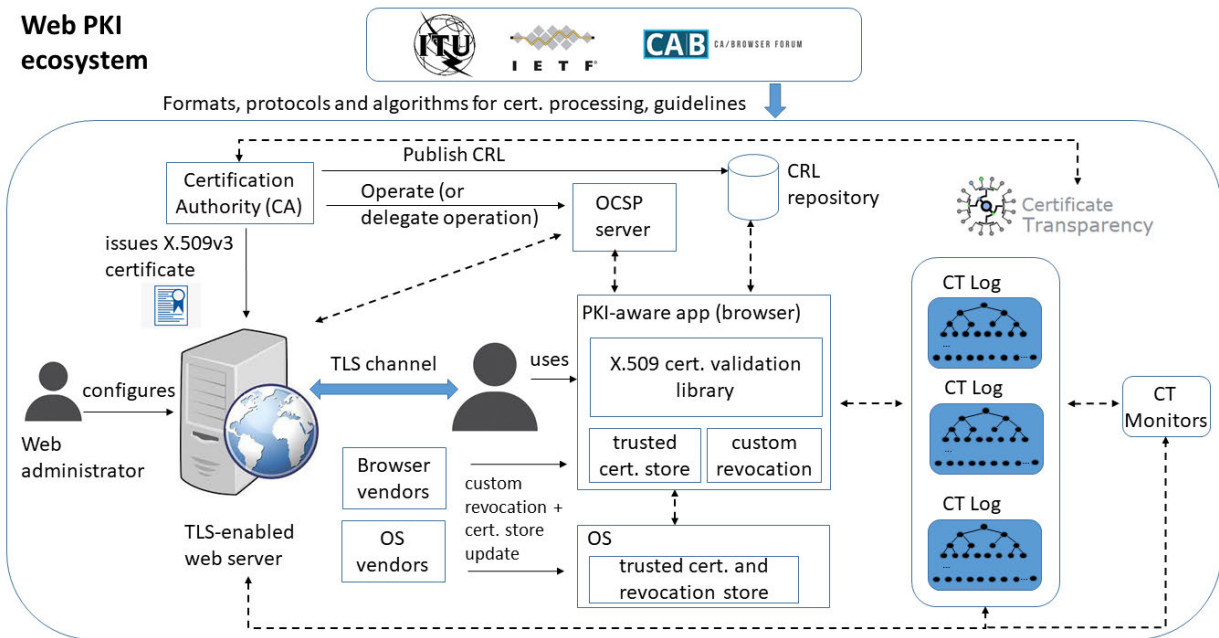 Web PKI
ecosystem
ITU
I E T F®
CAB CA/BROWSER FORUM
Formats, protocols and algorithms for cert. processing, guidelines
Certification
Authority (CA)
Publish CRL
Operate (or
delegate operation)
OCSP
server
CRL
repository
Certificate
Transparency
issues X.509v3
certificate
PKI-aware app (browser)
X.509 cert. validation
library
trusted
cert. store
custom
revocation
TLS channel
uses
configures
Web
administrator
TLS-enabled
web server
Browser
vendors
OS
vendors
custom
revocation +
cert. store
update
OS
trusted cert. and
revocation store
CT Log
...
...
CT Log
...
...
CT Log
...
...
CT
Monitors